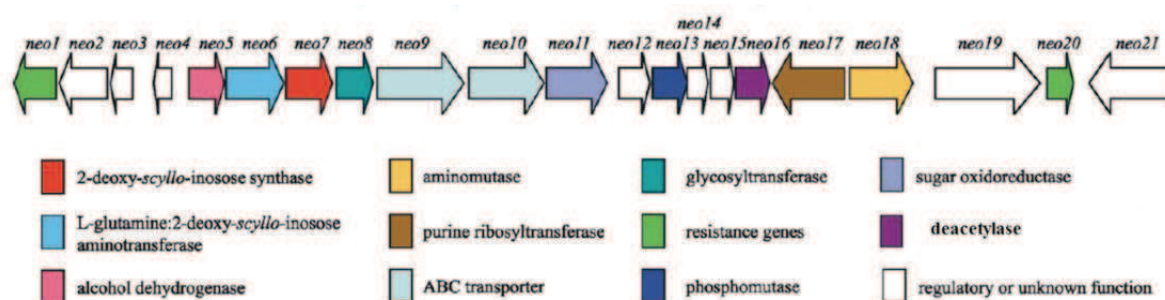 neo14
neo1 neo2 neo3 neo4 neo5 neo6 neo7 neo8 neo9 neo10 neo11 neo12 neo13 neo15 neo16 neo17 neo18 neo19 neo20 neo21
2-deoxy-scyllo-inosose synthase aminomutase glycosyltransferase sugar oxidoreductase
L-glutamine:2-deoxy-scyllo-inosose
aminotransferase purine ribosyltransferase resistance genes deacetylase
alcohol dehydrogenase ABC transporter phosphomutase regulatory or unknown function